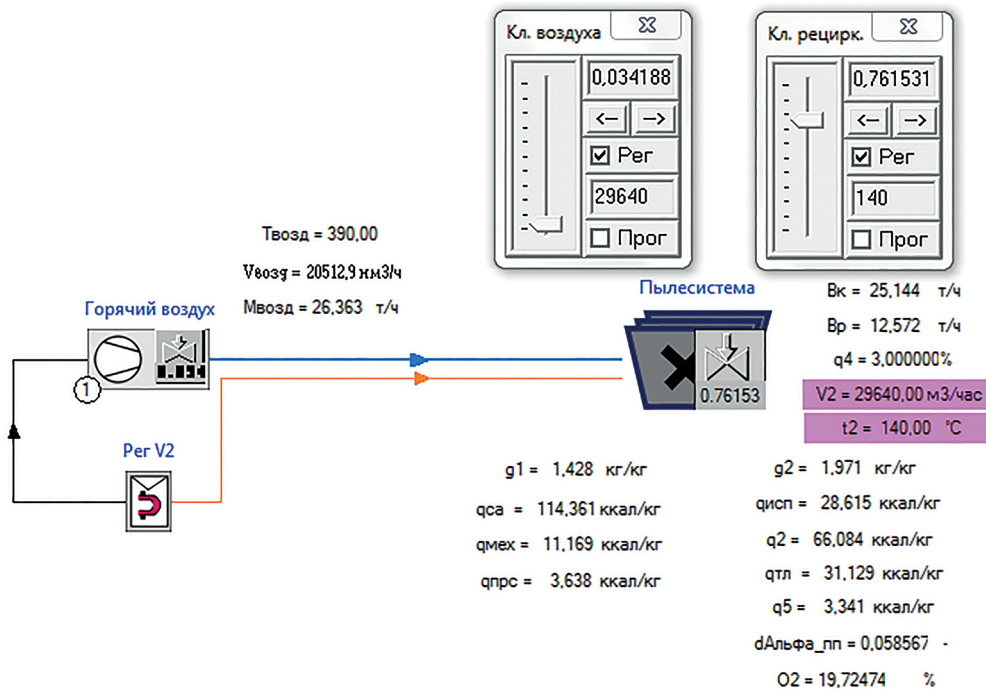 Кл. воздуха
0,034188
<-- -->
Рег
29640
Прог
Кл. рецирк.
0,761531
<-- -->
Рег
140
Прог
Tвозд = 390,00
Vвозд = 20512,9 нм3/ч
Mвозд = 26,363 т/ч
Горячий воздух
0.034
1
Рег V2
Пылесистема
0.76153
Вк = 25,144 т/ч
Вр = 12,572 т/ч
q4 = 3,000000%
V2 = 29640,00 м3/час
t2 = 140,00 °C
g1 = 1,428 кг/кг
qса = 114,361 ккал/кг
qмех = 11,169 ккал/кг
qпрс = 3,638 ккал/кг
g2 = 1,971 кг/кг
qисп = 28,615 ккал/кг
q2 = 66,084 ккал/кг
qтл = 31,129 ккал/кг
q5 = 3,341 ккал/кг
dАльфа_пп = 0,058567 -
O2 = 19,72474 %